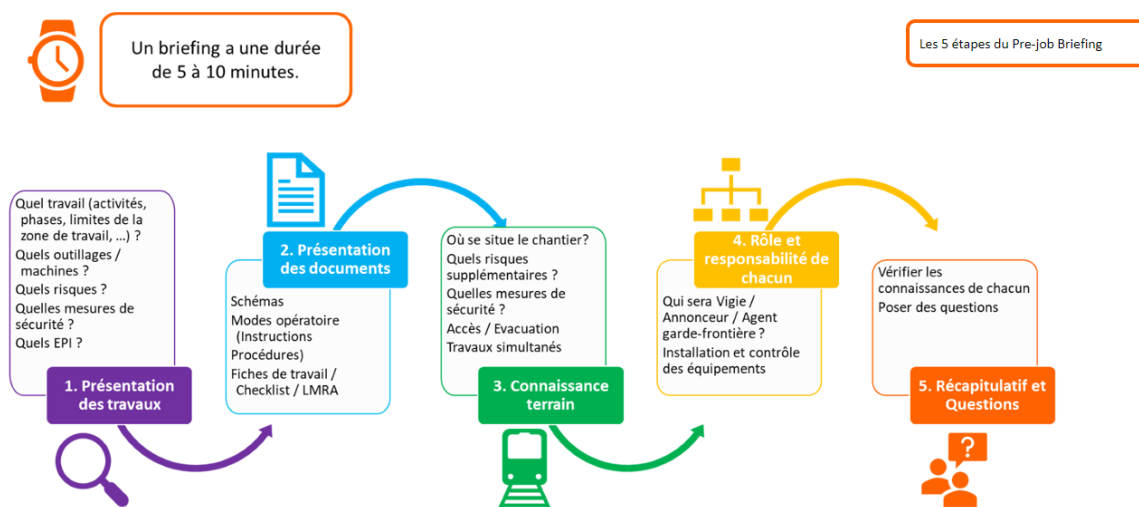 Un briefing a une durée
de 5 à 10 minutes.
Les 5 étapes du Pre-job Briefing
Quel travail (activités,
phases, limites de la
zone de travail, …) ?
Quels outillages /
machines ?
Quels risques ?
Quelles mesures de
sécurité ?
Quels EPI ?
1. Présentation
des travaux
2. Présentation
des documents
Schémas
Modes opératoire
(Instructions
Procédures)
Fiches de travail /
Checklist / LMRA
Où se situe le chantier?
Quels risques
supplémentaires ?
Quelles mesures de
sécurité ?
Accès / Evacuation
Travaux simultanés
3. Connaissance
terrain
4. Rôle et
responsabilité de
chacun
Qui sera Vigie /
Annonceur / Agent
garde-frontière ?
Installation et contrôle
des équipements
Vérifier les
connaissances de chacun
Poser des questions
5. Récapitulatif et
Questions
?